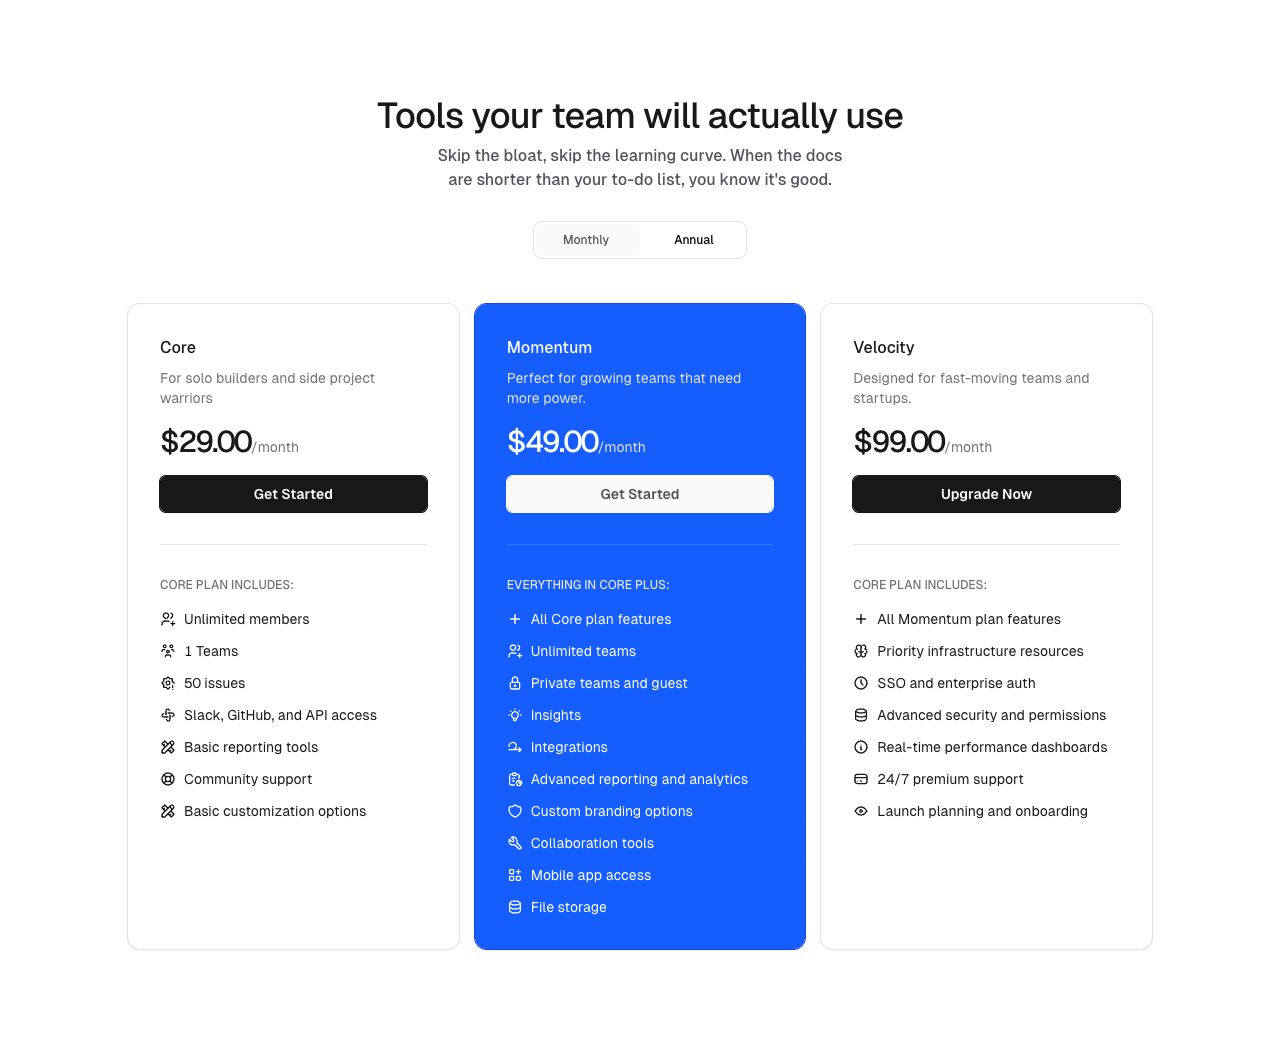 Tools your team will actually use
Skip the bloat, skip the learning curve. When the docs
are shorter than your to-do list, you know it's good.
Monthly
Annual
Core
For solo builders and side project
warriors
$29.00/month
Get Started
CORE PLAN INCLUDES:
Unlimited members
1 Teams
50 issues
Slack, GitHub, and API access
Basic reporting tools
Community support
Basic customization options
Momentum
Perfect for growing teams that need
more power.
$49.00/month
Get Started
EVERYTHING IN CORE PLUS:
All Core plan features
Unlimited teams
Private teams and guest
Insights
Integrations
Advanced reporting and analytics
Custom branding options
Collaboration tools
Mobile app access
File storage
Velocity
Designed for fast-moving teams and
startups.
$99.00/month
Upgrade Now
CORE PLAN INCLUDES:
All Momentum plan features
Priority infrastructure resources
SSO and enterprise auth
Advanced security and permissions
Real-time performance dashboards
24/7 premium support
Launch planning and onboarding